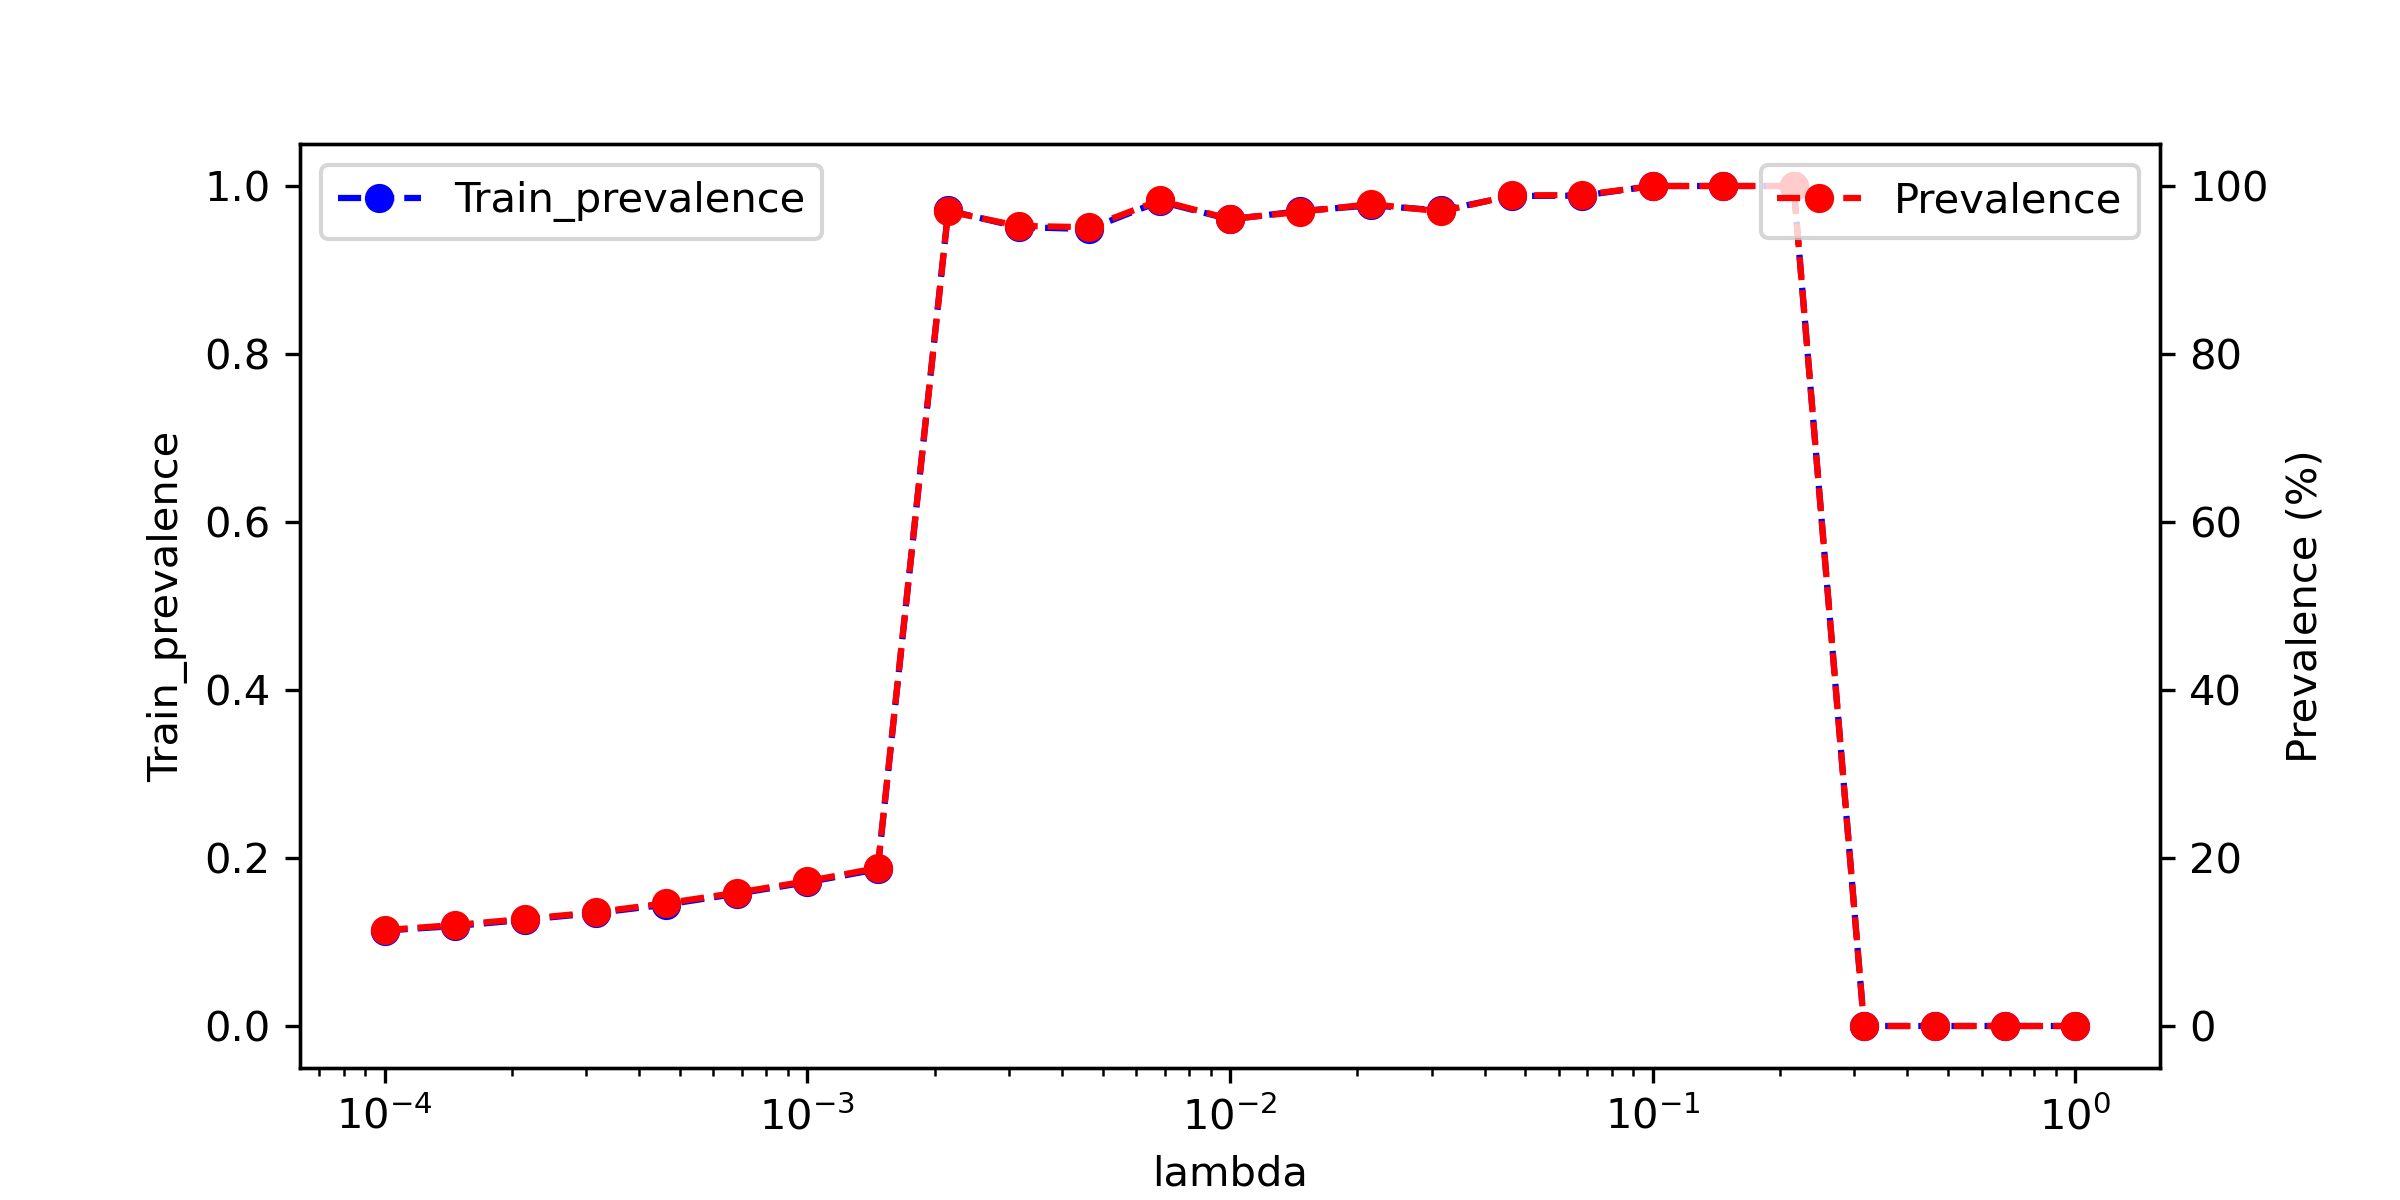 Train_prevalence
Prevalence
1.0
0.8
0.6
0.4
0.2
0.0
Train_prevalence
100
80
60
40
20
0
Prevalence (%)
10⁻⁴ 10⁻³ 10⁻² 10⁻¹ 10⁰
lambda